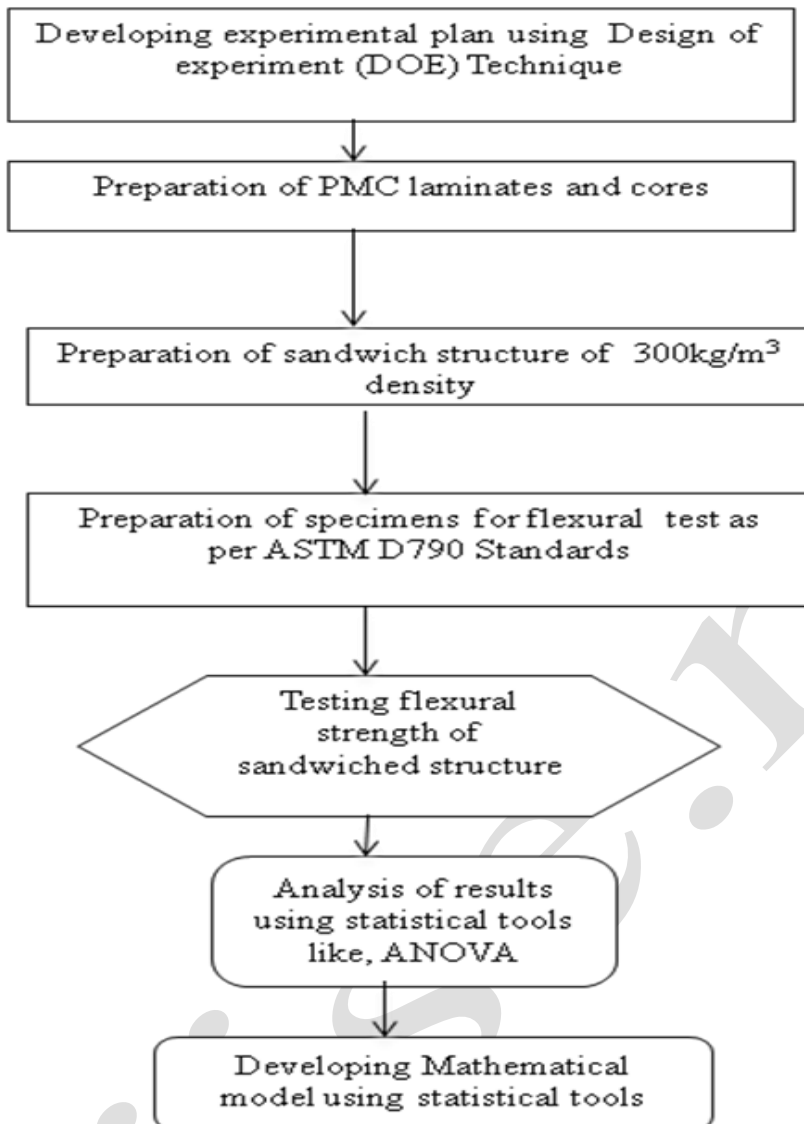 Developing experimental plan using Design of
experiment (DOE) Technique
Preparation of PMC laminates and cores
Preparation of sandwich structure of 300kg/m³
density
Preparation of specimens for flexural test as
per ASTM D790 Standards
Testing flexural
strength of
sandwiched structure
Analysis of results
using statistical tools
like, ANOVA
Developing Mathematical
model using statistical tools